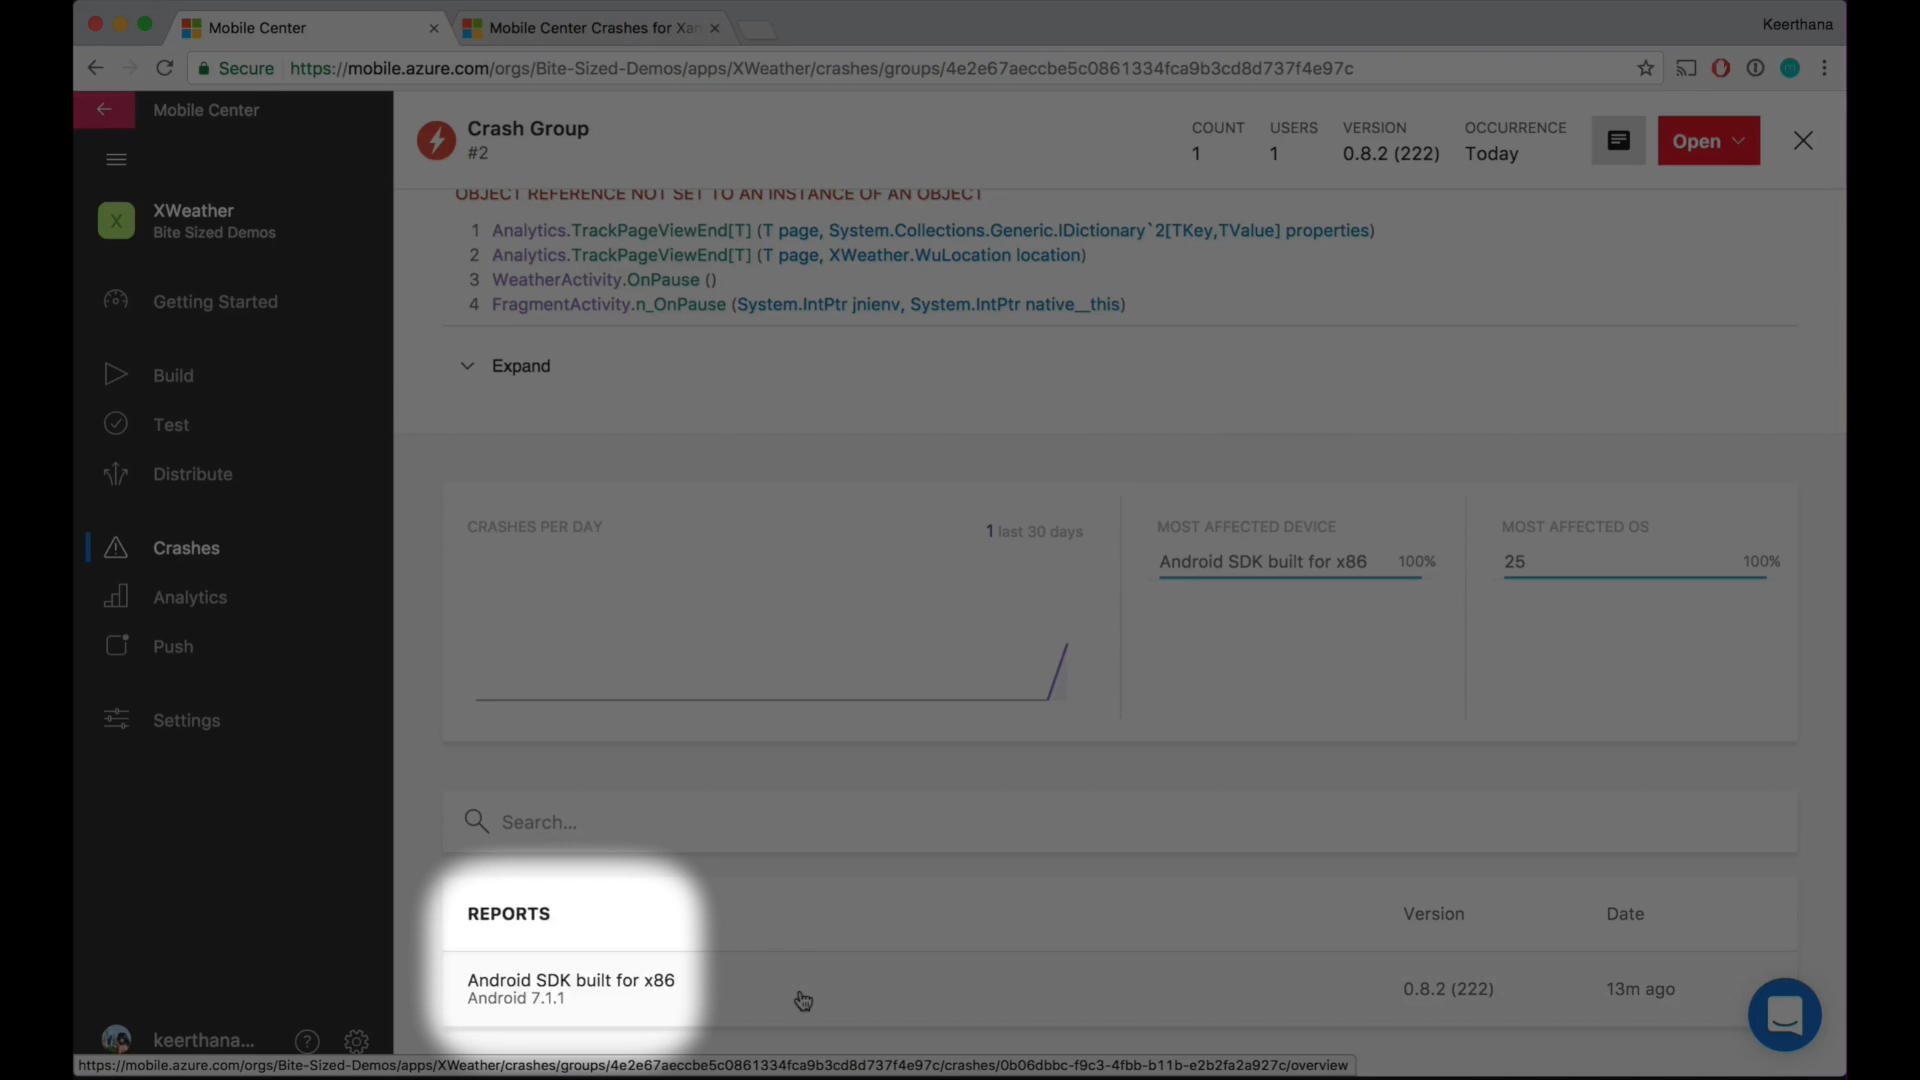 Mobile Center
Mobile Center Crashes for Xan
Keerthana
Secure https://mobile.azure.com/orgs/Bite-Sized-Demos/apps/XWeather/crashes/groups/4e2e67aeccbe5c0861334fca9b3cd8d737f4e97c
Mobile Center
X
XWeather
Bite Sized Demos
Getting Started
Build
Test
Distribute
Crashes
Analytics
Push
Settings
keerthana...
Crash Group
#2
COUNT
1
USERS
1
VERSION
0.8.2 (222)
OCCURRENCE
Today
Open
OBJECT REFERENCE NOT SET TO AN INSTANCE OF AN OBJECT
1 Analytics.TrackPageViewEnd[T] (T page, System.Collections.Generic.IDictionary`2[TKey,TValue] properties)
2 Analytics.TrackPageViewEnd[T] (T page, XWeather.WuLocation location)
3 WeatherActivity.OnPause ()
4 FragmentActivity.n_OnPause (System.IntPtr jnienv, System.IntPtr native__this)
Expand
CRASHES PER DAY
1 last 30 days
MOST AFFECTED DEVICE
Android SDK built for x86 100%
MOST AFFECTED OS
25 100%
Search...
REPORTS Version Date
Android SDK built for x86
Android 7.1.1
0.8.2 (222) 13m ago
https://mobile.azure.com/orgs/Bite-Sized-Demos/apps/XWeather/crashes/groups/4e2e67aeccbe5c0861334fca9b3cd8d737f4e97c/crashes/0b06dbbc-f9c3-4fbb-b11b-e2b2fa2a927c/overview